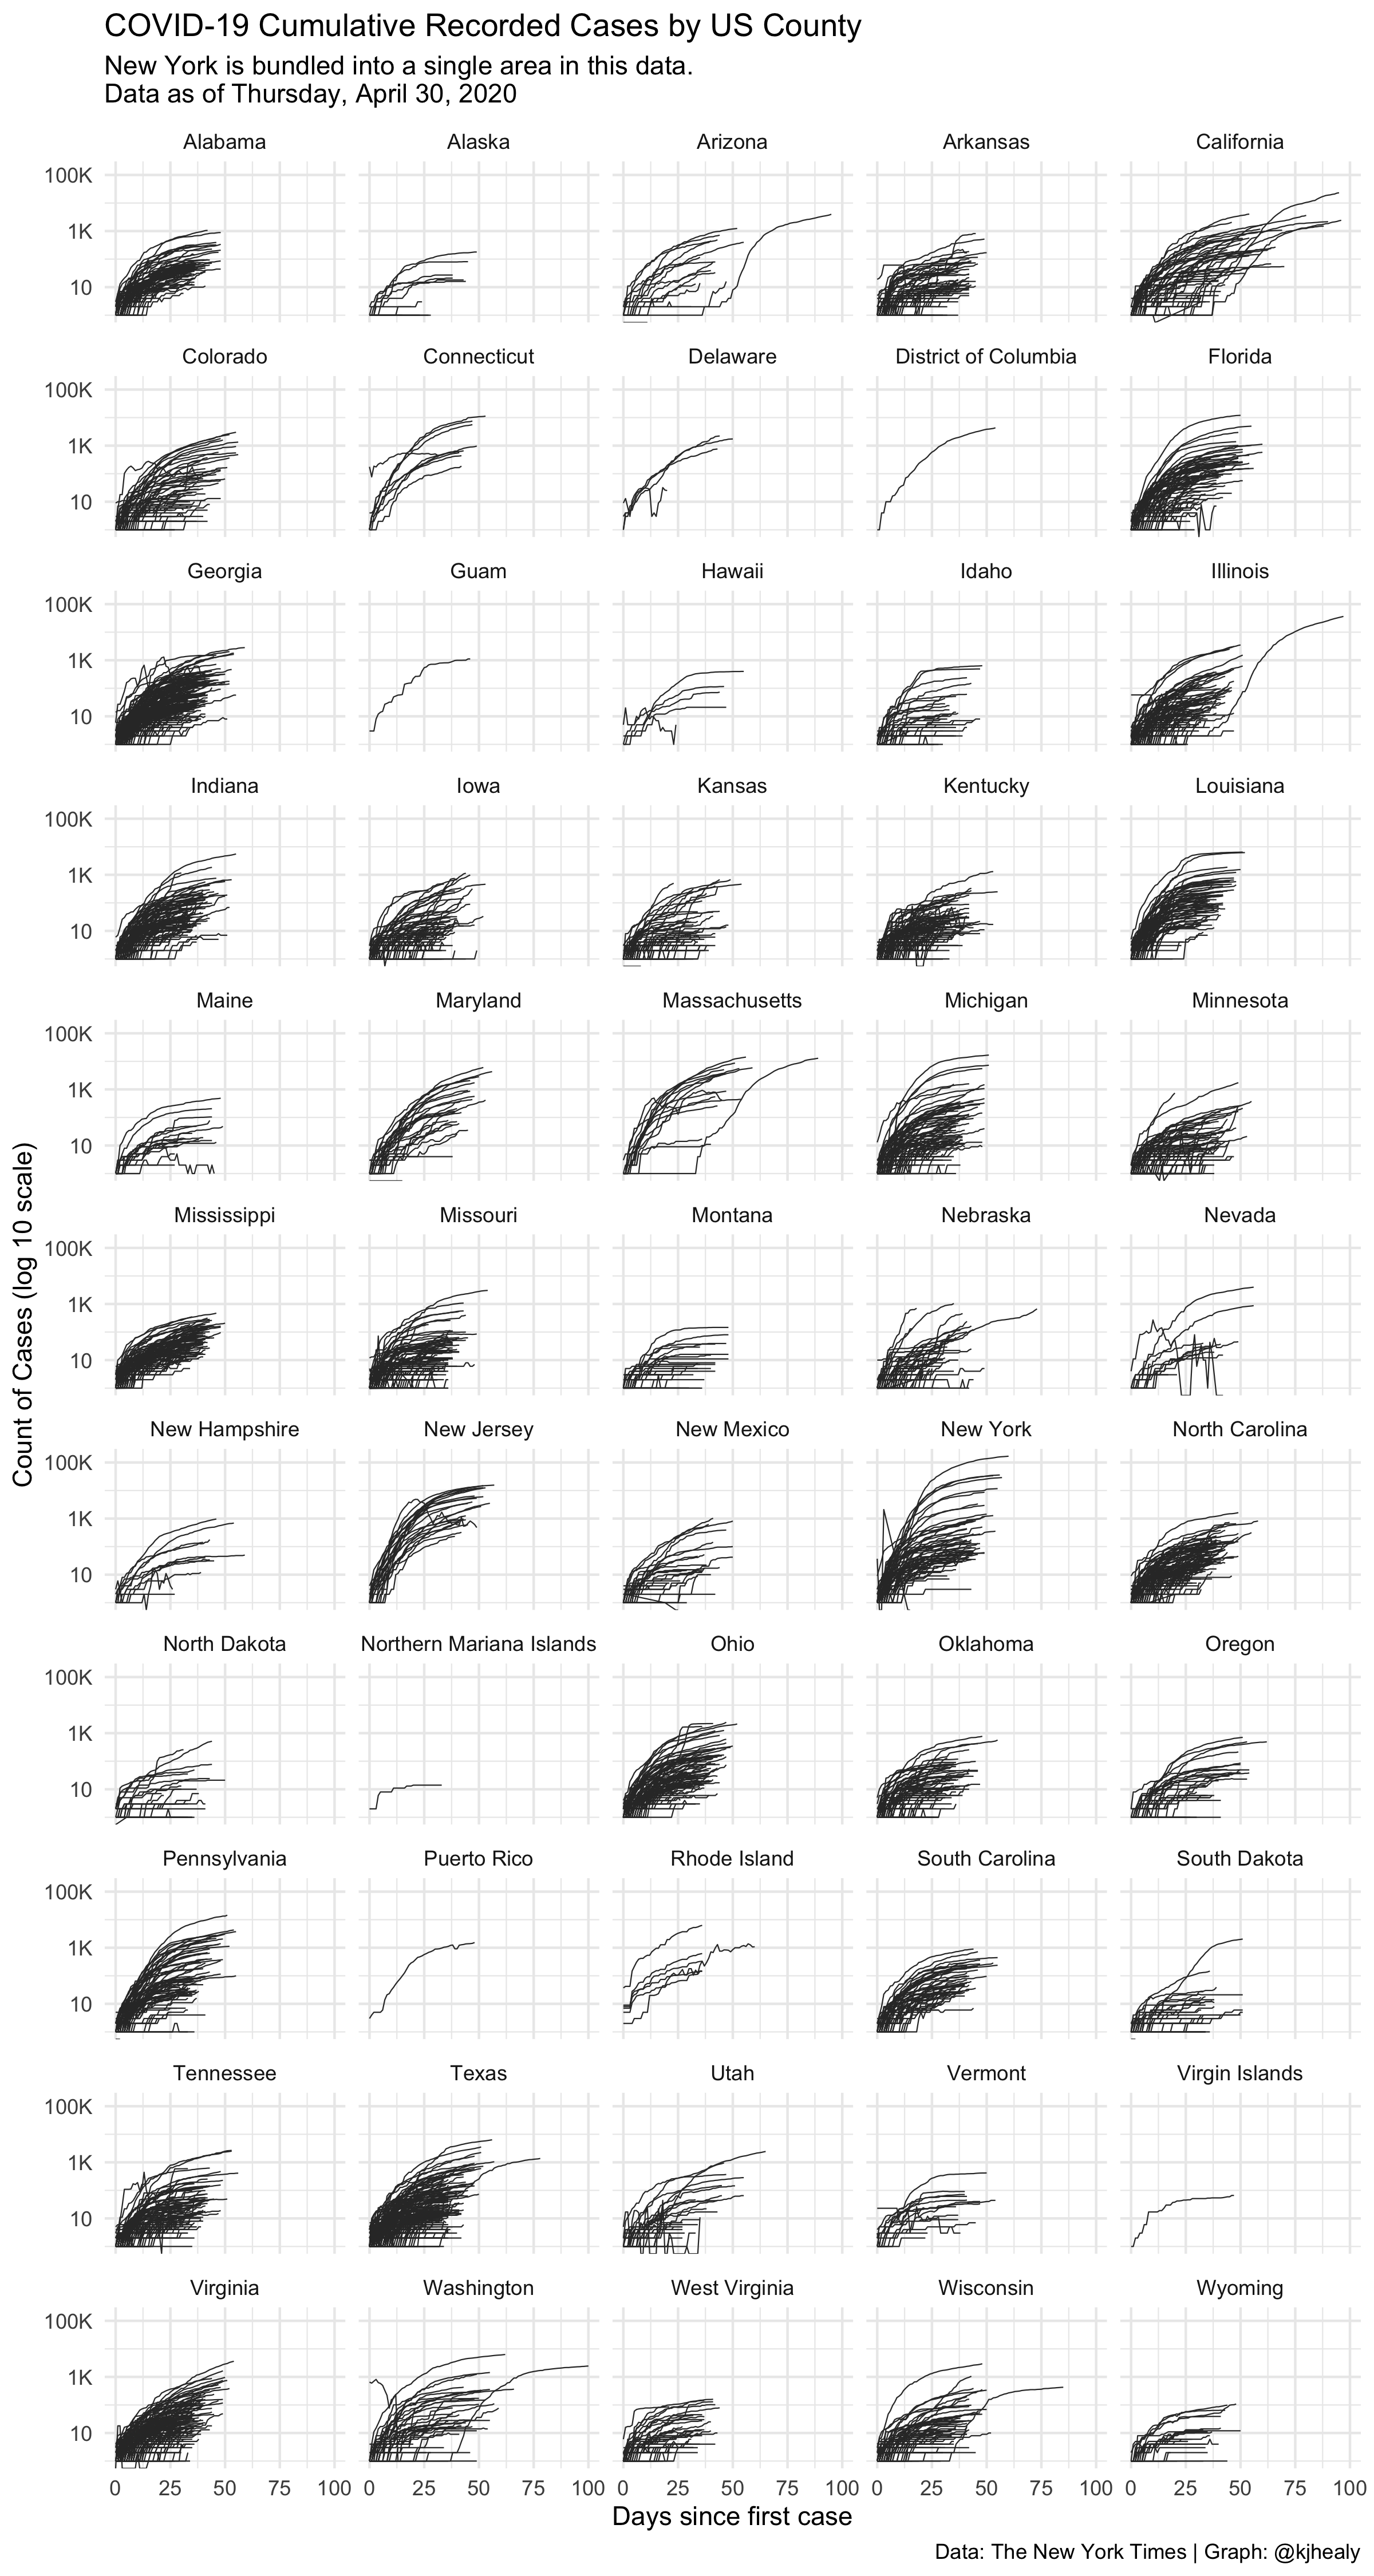 COVID-19 Cumulative Recorded Cases by US County
New York is bundled into a single area in this data.
Data as of Thursday, April 30, 2020
Alabama Alaska Arizona Arkansas California
100K
1K
10
Colorado Connecticut Delaware District of Columbia Florida
100K
1K
10
Georgia Guam Hawaii Idaho Illinois
100K
1K
10
Indiana Iowa Kansas Kentucky Louisiana
100K
1K
10
Maine Maryland Massachusetts Michigan Minnesota
100K
1K
10
Count of Cases (log 10 scale)
Mississippi Missouri Montana Nebraska Nevada
100K
1K
10
New Hampshire New Jersey New Mexico New York North Carolina
100K
1K
10
North Dakota Northern Mariana Islands Ohio Oklahoma Oregon
100K
1K
10
Pennsylvania Puerto Rico Rhode Island South Carolina South Dakota
100K
1K
10
Tennessee Texas Utah Vermont Virgin Islands
100K
1K
10
Virginia Washington West Virginia Wisconsin Wyoming
100K
1K
10
0 25 50 75 100 0 25 50 75 100 0 25 50 75 100 0 25 50 75 100 0 25 50 75 100
Days since first case
Data: The New York Times | Graph: @kjhealy